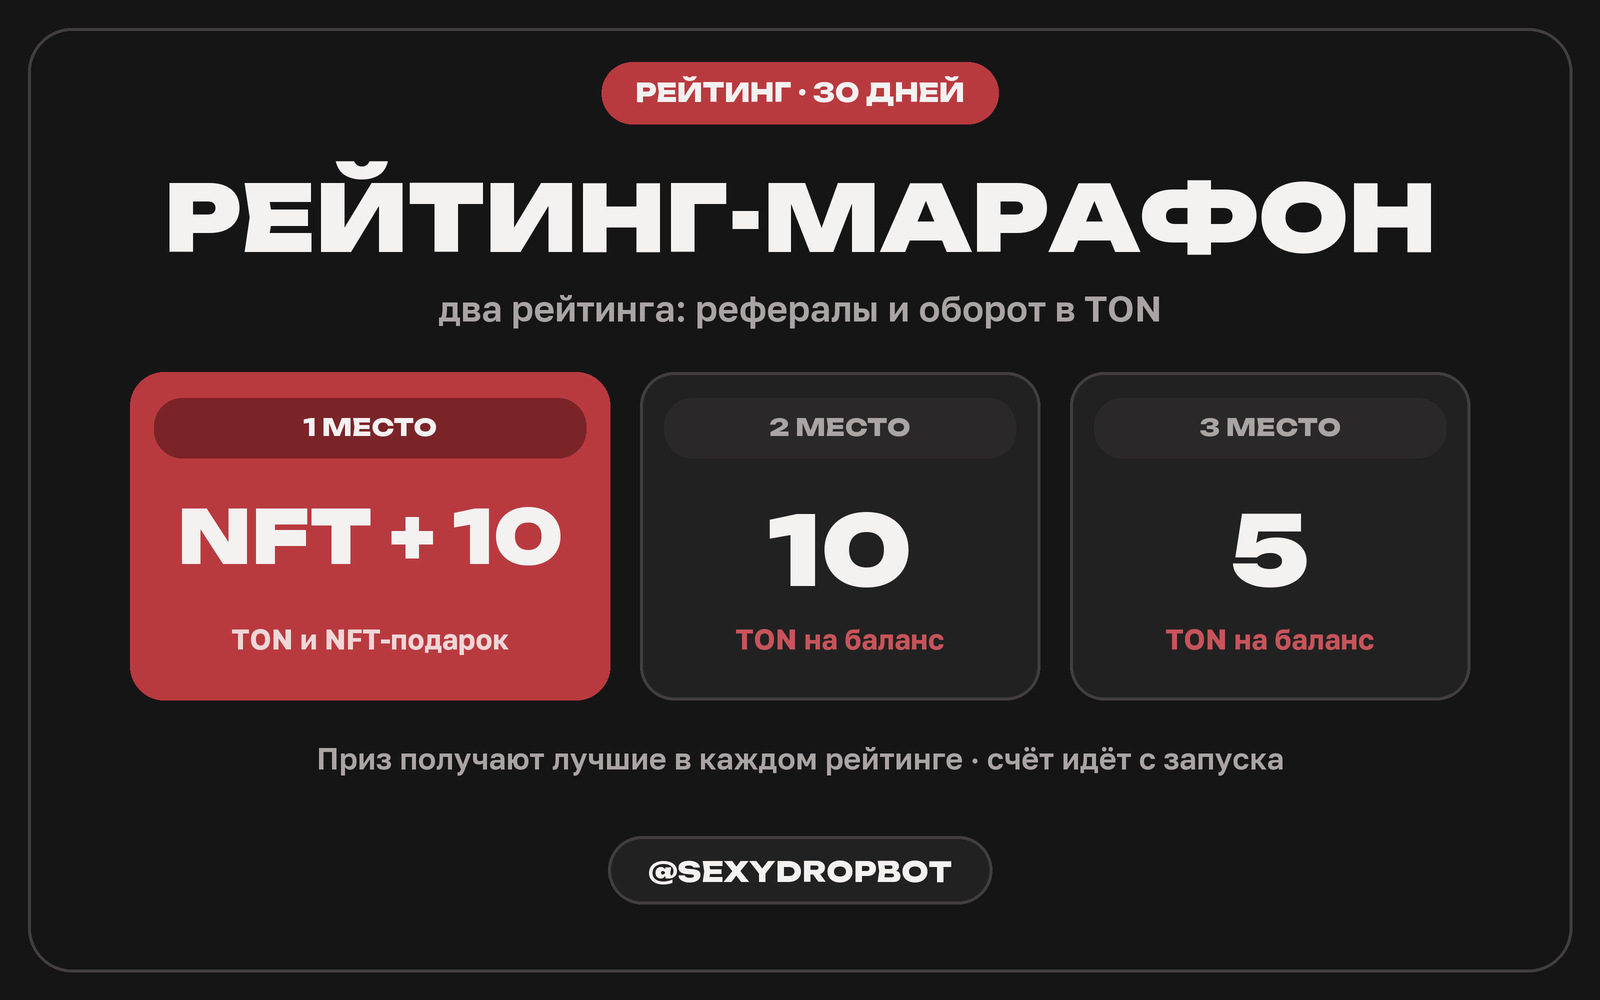 РЕЙТИНГ · 30 ДНЕЙ
РЕЙТИНГ-МАРАФОН
два рейтинга: рефералы и оборот в TON
1 МЕСТО
NFT + 10
TON и NFT-подарок
2 МЕСТО
10
TON на баланс
3 МЕСТО
5
TON на баланс
Приз получают лучшие в каждом рейтинге · счёт идёт с запуска
@SEXYDROPBOT